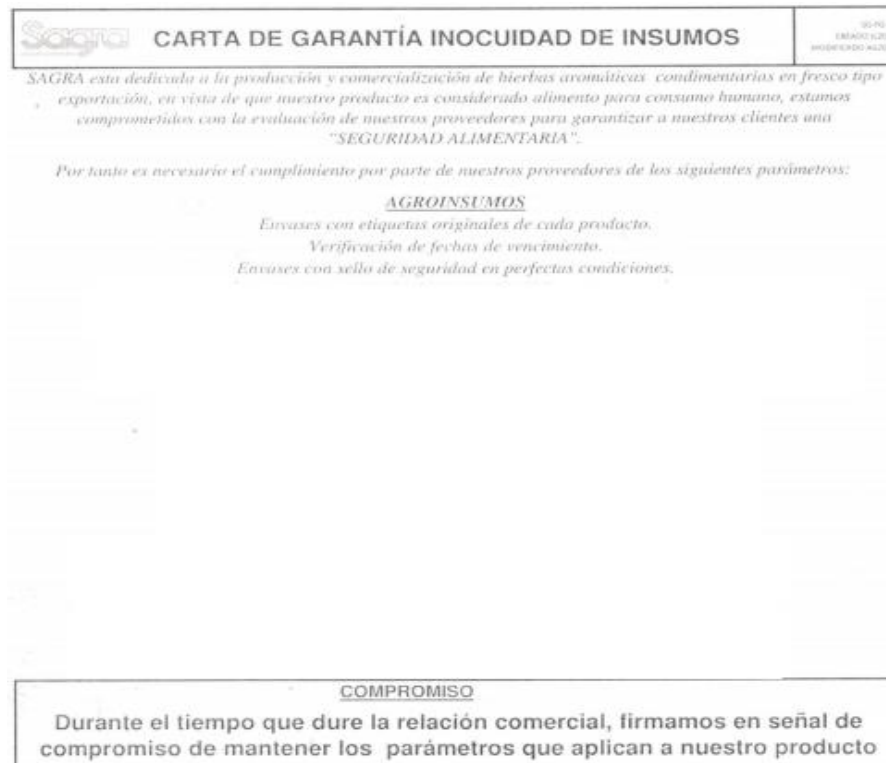 Sagra
CARTA DE GARANTÍA INOCUIDAD DE INSUMOS
SAGRA esta dedicada a la producción y comercialización de hierbas aromáticas condimentarias en fresco tipo
exportación, en vista de que nuestro producto es considerado alimento para consumo humano, estamos
comprometidos con la evaluación de nuestros proveedores para garantizar a nuestros clientes una
"SEGURIDAD ALIMENTARIA".
Por tanto es necesario el cumplimiento por parte de nuestros proveedores de los siguientes parámetros:
AGROINSUMOS
Envases con etiquetas originales de cada producto.
Verificación de fechas de vencimiento.
Envases con sello de seguridad en perfectas condiciones.
COMPROMISO
Durante el tiempo que dure la relación comercial, firmamos en señal de
compromiso de mantener los parámetros que aplican a nuestro producto